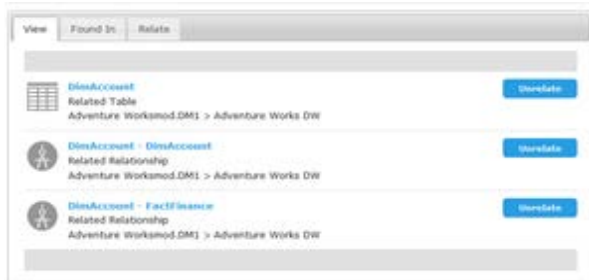 View Found In Relate
DimAccount
Unrelate
Related Table
Adventure Worksmod.DM1 > Adventure Works DW
DimAccount - DimAccount
Unrelate
Related Relationship
Adventure Worksmod.DM1 > Adventure Works DW
DimAccount - FactFinance
Unrelate
Related Relationship
Adventure Worksmod.DM1 > Adventure Works DW